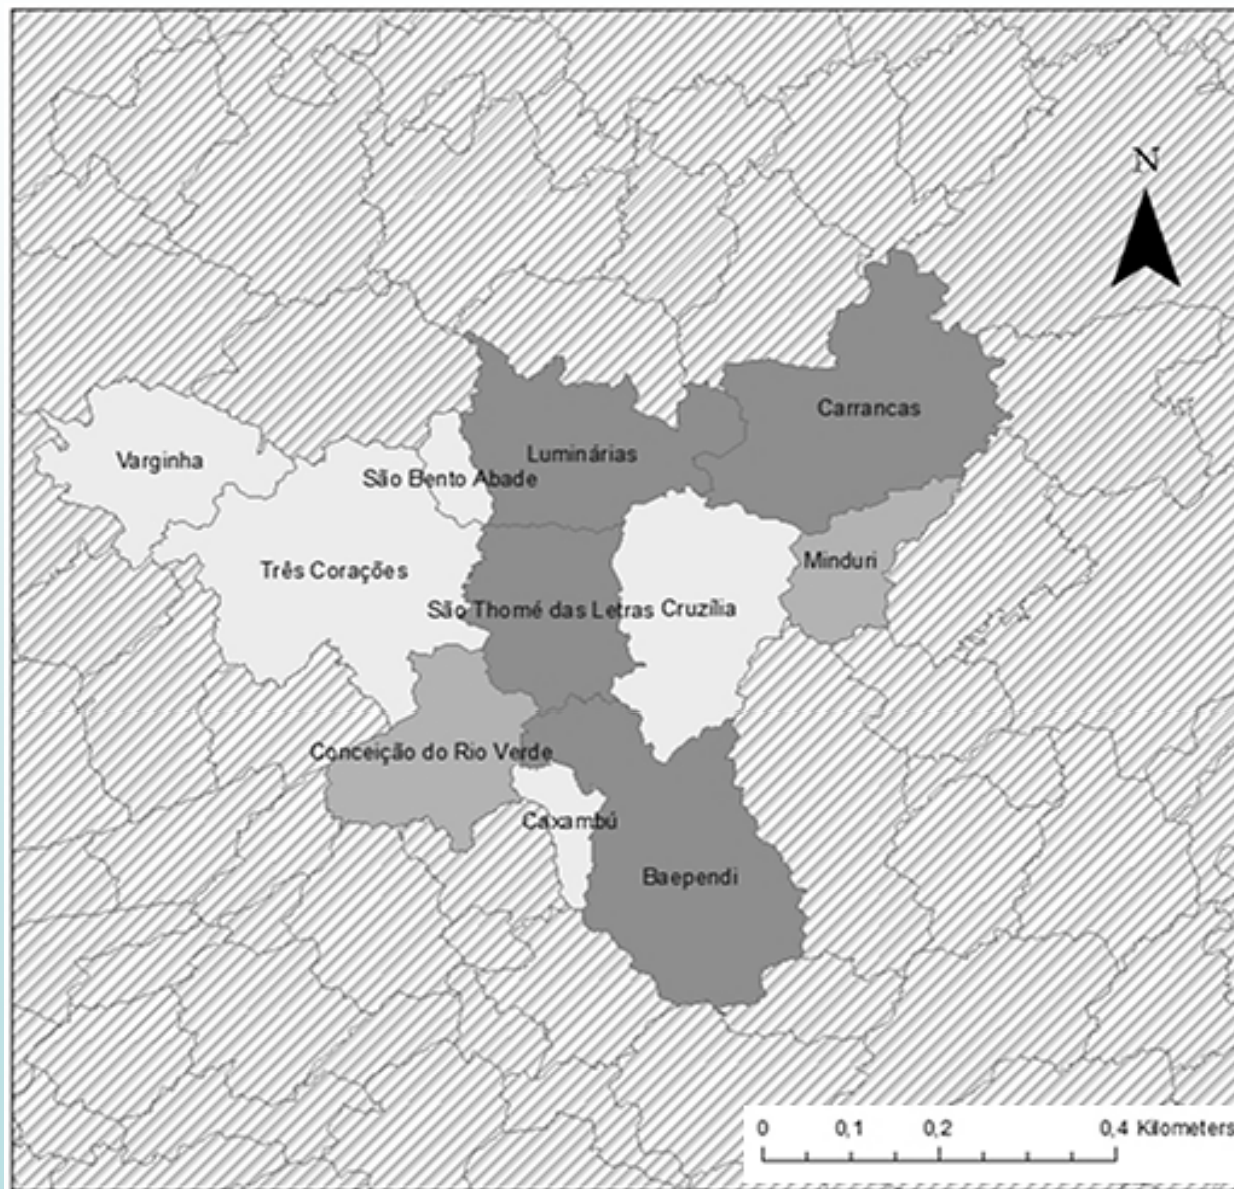 N
Carrancas
Luminárias
Varginha
São Bento Abade
Minduri
Três Corações
São Thomé das Letras
Cruzília
Conceição do Rio Verde
Caxambú
Baependi
0 0,1 0,2 0,4 Kilometers